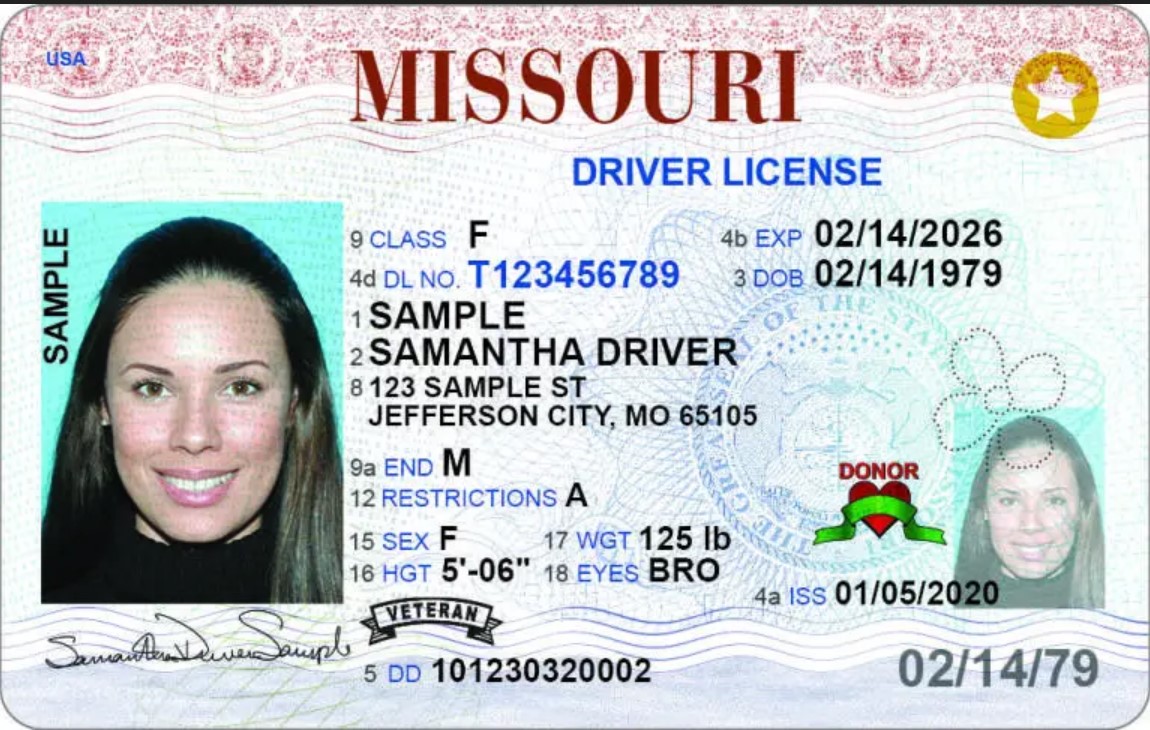 USA
MISSOURI
DRIVER LICENSE
SAMPLE
9 CLASS F
4b EXP 02/14/2026
4d DL NO. T123456789
3 DOB 02/14/1979
1 SAMPLE
2 SAMANTHA DRIVER
8 123 SAMPLE ST
JEFFERSON CITY, MO 65105
9a END M
12 RESTRICTIONS A
DONOR
15 SEX F 17 WGT 125 lb
16 HGT 5'-06" 18 EYES BRO
4a ISS 01/05/2020
VETERAN
Samantha Driver Sample
5 DD 101230320002
02/14/79